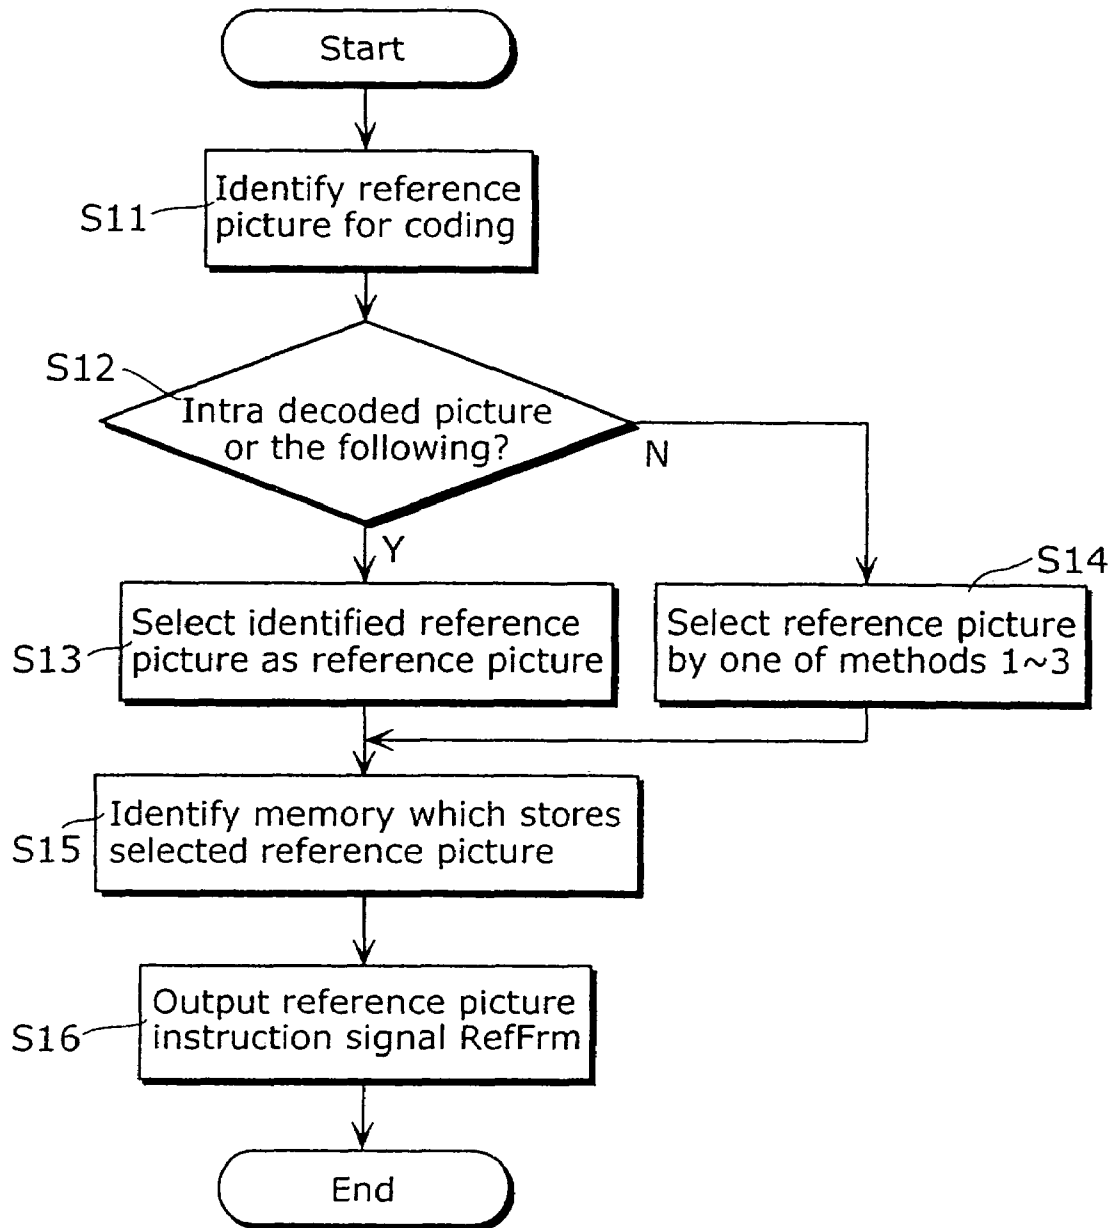 Start
S11
Identify reference
picture for coding
S12
Intra decoded picture
or the following?
N
Y
S14
S13
Select identified reference
picture as reference picture
Select reference picture
by one of methods 1~3
S15
Identify memory which stores
selected reference picture
S16
Output reference picture
instruction signal RefFrm
End